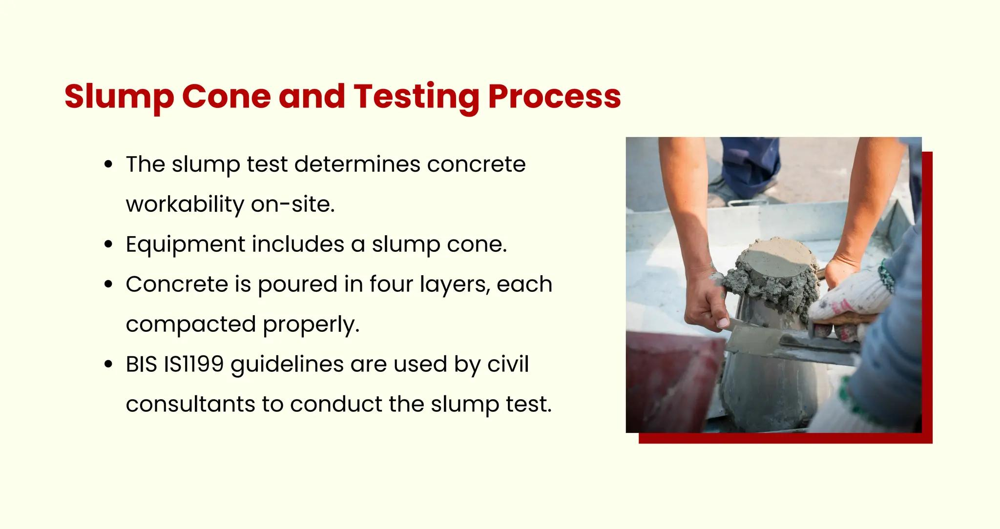 Slump Cone and Testing Process
• The slump test determines concrete
workability on-site.
• Equipment includes a slump cone.
• Concrete is poured in four layers, each
compacted properly.
• BIS IS1199 guidelines are used by civil
consultants to conduct the slump test.